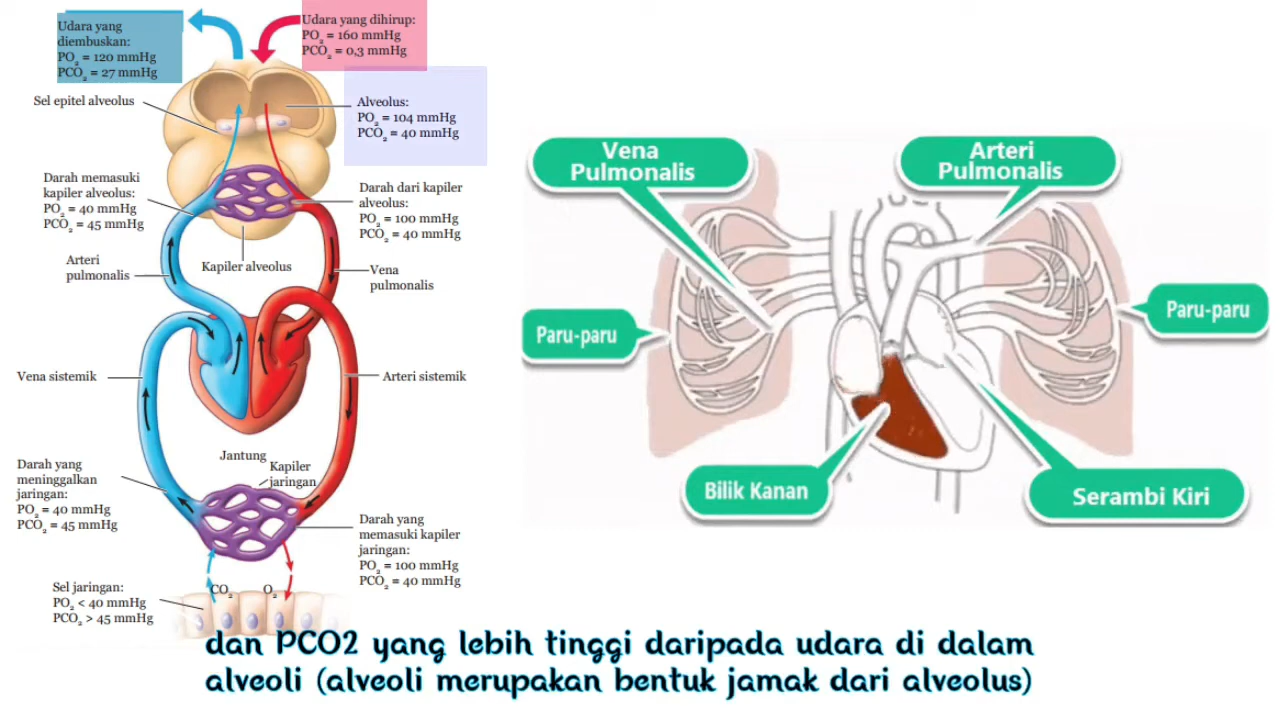 Udara yang
diembuskan:
PO₂ = 120 mmHg
PCO₂ = 27 mmHg
Udara yang dihirup:
PO₂ = 160 mmHg
PCO₂ = 0,3 mmHg
Sel epitel alveolus
Alveolus:
PO₂ = 104 mmHg
PCO₂ = 40 mmHg
Darah memasuki
kapiler alveolus:
PO₂ = 40 mmHg
PCO₂ = 45 mmHg
Darah dari kapiler
alveolus:
PO₂ = 100 mmHg
PCO₂ = 40 mmHg
Arteri
pulmonalis
Kapiler alveolus
Vena
pulmonalis
Vena sistemik
Arteri sistemik
Jantung
Kapiler
jaringan
Darah yang
meninggalkan
jaringan:
PO₂ = 40 mmHg
PCO₂ = 45 mmHg
Darah yang
memasuki kapiler
jaringan:
PO₂ = 100 mmHg
PCO₂ = 40 mmHg
Sel jaringan:
PO₂ < 40 mmHg
PCO₂ > 45 mmHg
CO₂
O₂
Vena
Pulmonalis
Arteri
Pulmonalis
Paru-paru
Paru-paru
Bilik Kanan
Serambi Kiri
dan PCO2 yang lebih tinggi daripada udara di dalam
alveoli (alveoli merupakan bentuk jamak dari alveolus)